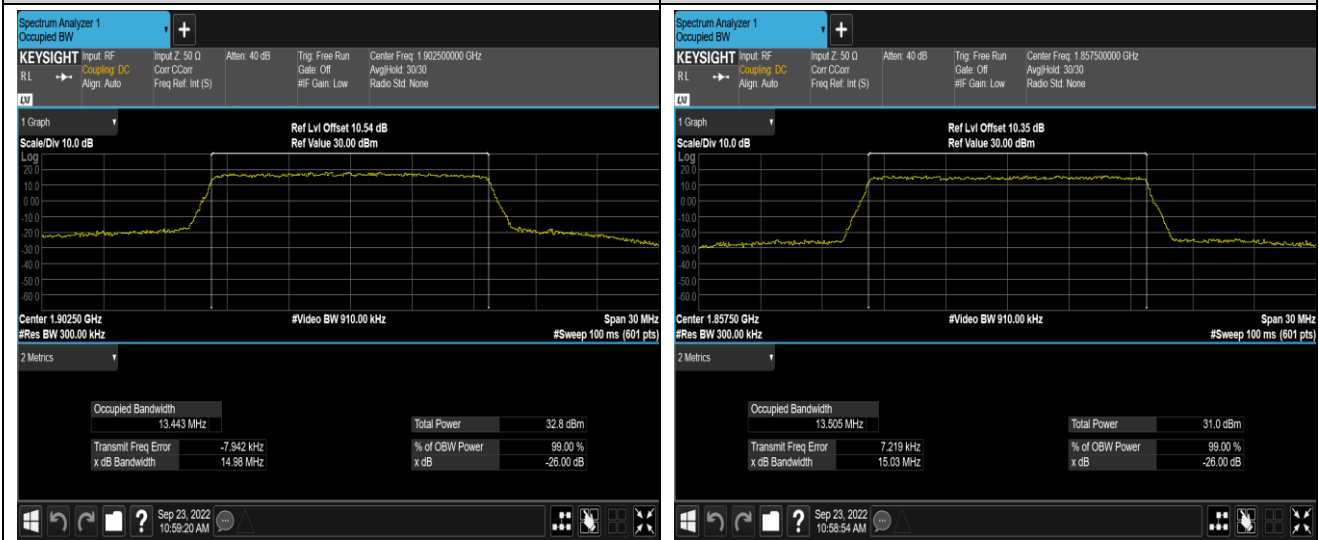 Spectrum Analyzer 1
Occupied BW
+
KEYSIGHT
RL
Input: RF
Coupling: DC
Align: Auto
Input Z: 50 Ω
Corr CCorr
Freq Ref: Int (S)
Atten: 40 dB
Trig: Free Run
Gate: Off
#IF Gain: Low
Center Freq: 1.902500000 GHz
Avg|Hold: 30/30
Radio Std: None
LXI
1 Graph
Scale/Div 10.0 dB
Ref Lvl Offset 10.54 dB
Ref Value 30.00 dBm
Log
20.0
10.0
0.00
-10.0
-20.0
-30.0
-40.0
-50.0
-60.0
Center 1.90250 GHz
#Video BW 910.00 kHz
Span 30 MHz
#Res BW 300.00 kHz
#Sweep 100 ms (601 pts)
2 Metrics
Occupied Bandwidth
13.443 MHz
Total Power 32.8 dBm
Transmit Freq Error -7.942 kHz
% of OBW Power 99.00 %
x dB Bandwidth 14.98 MHz
x dB -26.00 dB
?
Sep 23, 2022
10:59:20 AM
Spectrum Analyzer 1
Occupied BW
+
KEYSIGHT
RL
Input: RF
Coupling: DC
Align: Auto
Input Z: 50 Ω
Corr CCorr
Freq Ref: Int (S)
Atten: 40 dB
Trig: Free Run
Gate: Off
#IF Gain: Low
Center Freq: 1.857500000 GHz
Avg|Hold: 30/30
Radio Std: None
LXI
1 Graph
Scale/Div 10.0 dB
Ref Lvl Offset 10.35 dB
Ref Value 30.00 dBm
Log
20.0
10.0
0.00
-10.0
-20.0
-30.0
-40.0
-50.0
-60.0
Center 1.85750 GHz
#Video BW 910.00 kHz
Span 30 MHz
#Res BW 300.00 kHz
#Sweep 100 ms (601 pts)
2 Metrics
Occupied Bandwidth
13.505 MHz
Total Power 31.0 dBm
Transmit Freq Error 7.219 kHz
% of OBW Power 99.00 %
x dB Bandwidth 15.03 MHz
x dB -26.00 dB
?
Sep 23, 2022
10:58:54 AM